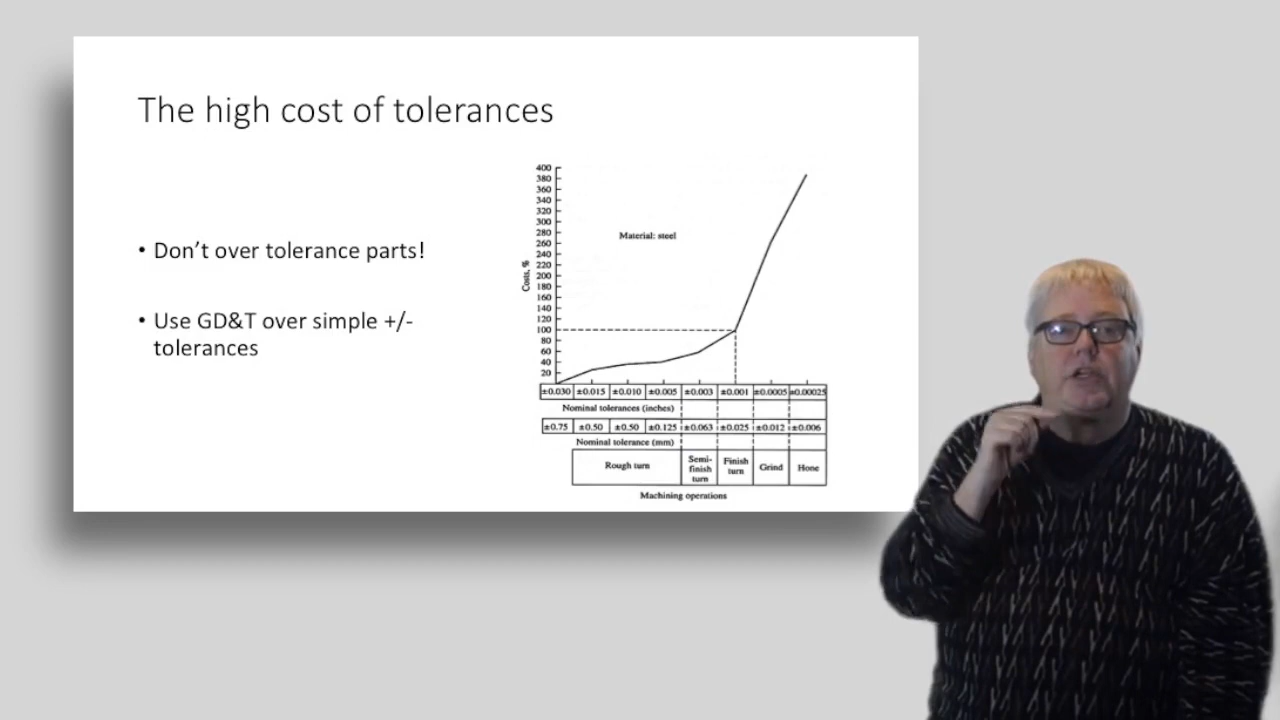 The high cost of tolerances
• Don’t over tolerance parts!
• Use GD&T over simple +/-
tolerances
400
380
360
340
320
300
280
260
240
220
200
180
160
140
120
100
80
60
40
20
Costs, %
Material: steel
±0.030 ±0.015 ±0.010 ±0.005 ±0.003 ±0.001 ±0.0005 ±0.00025
Nominal tolerances (inches)
±0.75 ±0.50 ±0.50 ±0.125 ±0.063 ±0.025 ±0.012 ±0.006
Nominal tolerance (mm)
Rough turn
Semi-
finish
turn
Finish
turn
Grind
Hone
Machining operations